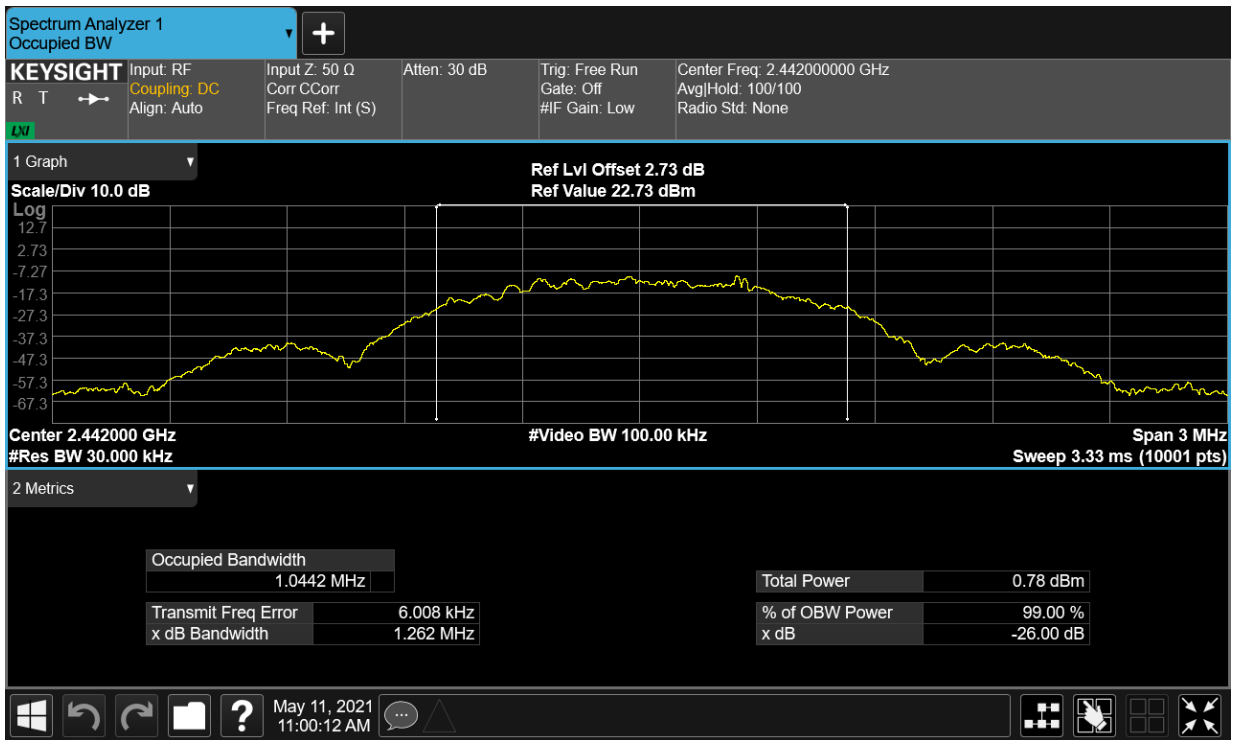 Spectrum Analyzer 1
Occupied BW
KEYSIGHT
R T
LXI
Input: RF
Coupling: DC
Align: Auto
Input Z: 50 Ω
Corr CCorr
Freq Ref: Int (S)
Atten: 30 dB
Trig: Free Run
Gate: Off
#IF Gain: Low
Center Freq: 2.442000000 GHz
Avg|Hold: 100/100
Radio Std: None
1 Graph
Ref Lvl Offset 2.73 dB
Scale/Div 10.0 dB
Ref Value 22.73 dBm
Log
12.7
2.73
-7.27
-17.3
-27.3
-37.3
-47.3
-57.3
-67.3
Center 2.442000 GHz
#Video BW 100.00 kHz
Span 3 MHz
#Res BW 30.000 kHz
Sweep 3.33 ms (10001 pts)
2 Metrics
Occupied Bandwidth
1.0442 MHz
Total Power 0.78 dBm
Transmit Freq Error 6.008 kHz
% of OBW Power 99.00 %
x dB Bandwidth 1.262 MHz
x dB -26.00 dB
?
May 11, 2021
11:00:12 AM